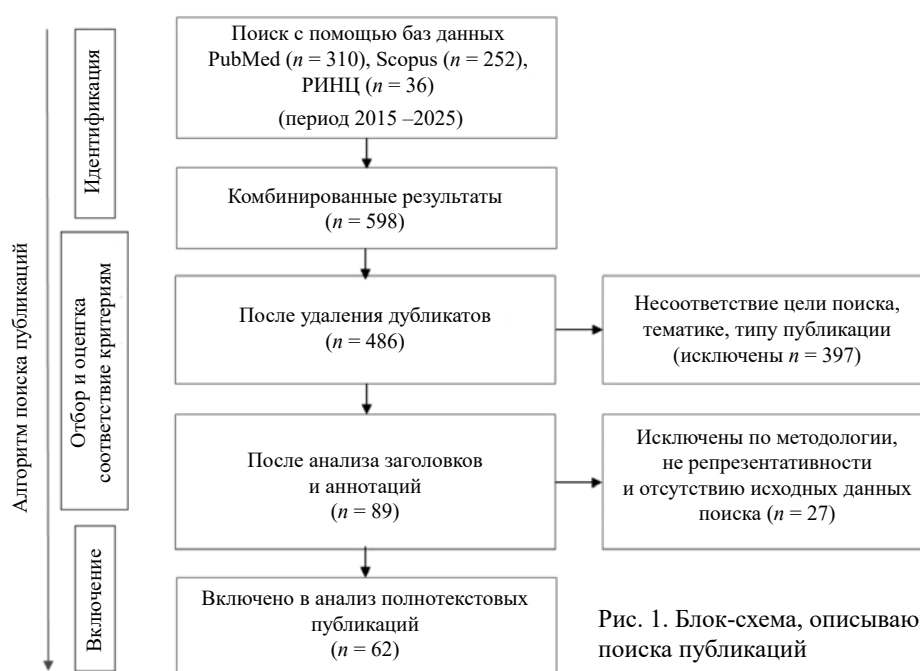 Алгоритм поиска публикаций
Идентификация
Поиск с помощью баз данных
PubMed (n = 310), Scopus (n = 252),
РИНЦ (n = 36)
(период 2015 –2025)
Комбинированные результаты
(n = 598)
Отбор и оценгка
соответствие критериям
После удаления дубликатов
(n = 486)
Несоответствие цели поиска,
тематике, типу публикации
(исключены n = 397)
После анализа заголовков
и аннотаций
(n = 89)
Исключены по методологии,
не репрезентативности
и отсутствию исходных данных
поиска (n = 27)
Включение
Включено в анализ полнотекстовых
публикаций
(n = 62)
Рис. 1. Блок-схема, описываю
поиска публикаций